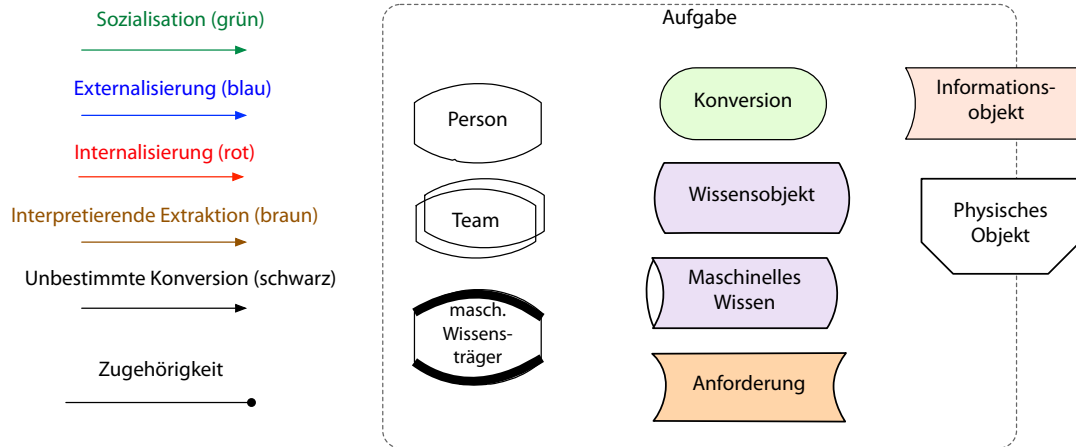 Sozialisation (grün)
Externalisierung (blau)
Internalisierung (rot)
Interpretierende Extraktion (braun)
Unbestimmte Konversion (schwarz)
Zugehörigkeit
Aufgabe
Person
Team
masch.
Wissens-
träger
Konversion
Wissensobjekt
Maschinelles
Wissen
Anforderung
Informations-
objekt
Physisches
Objekt